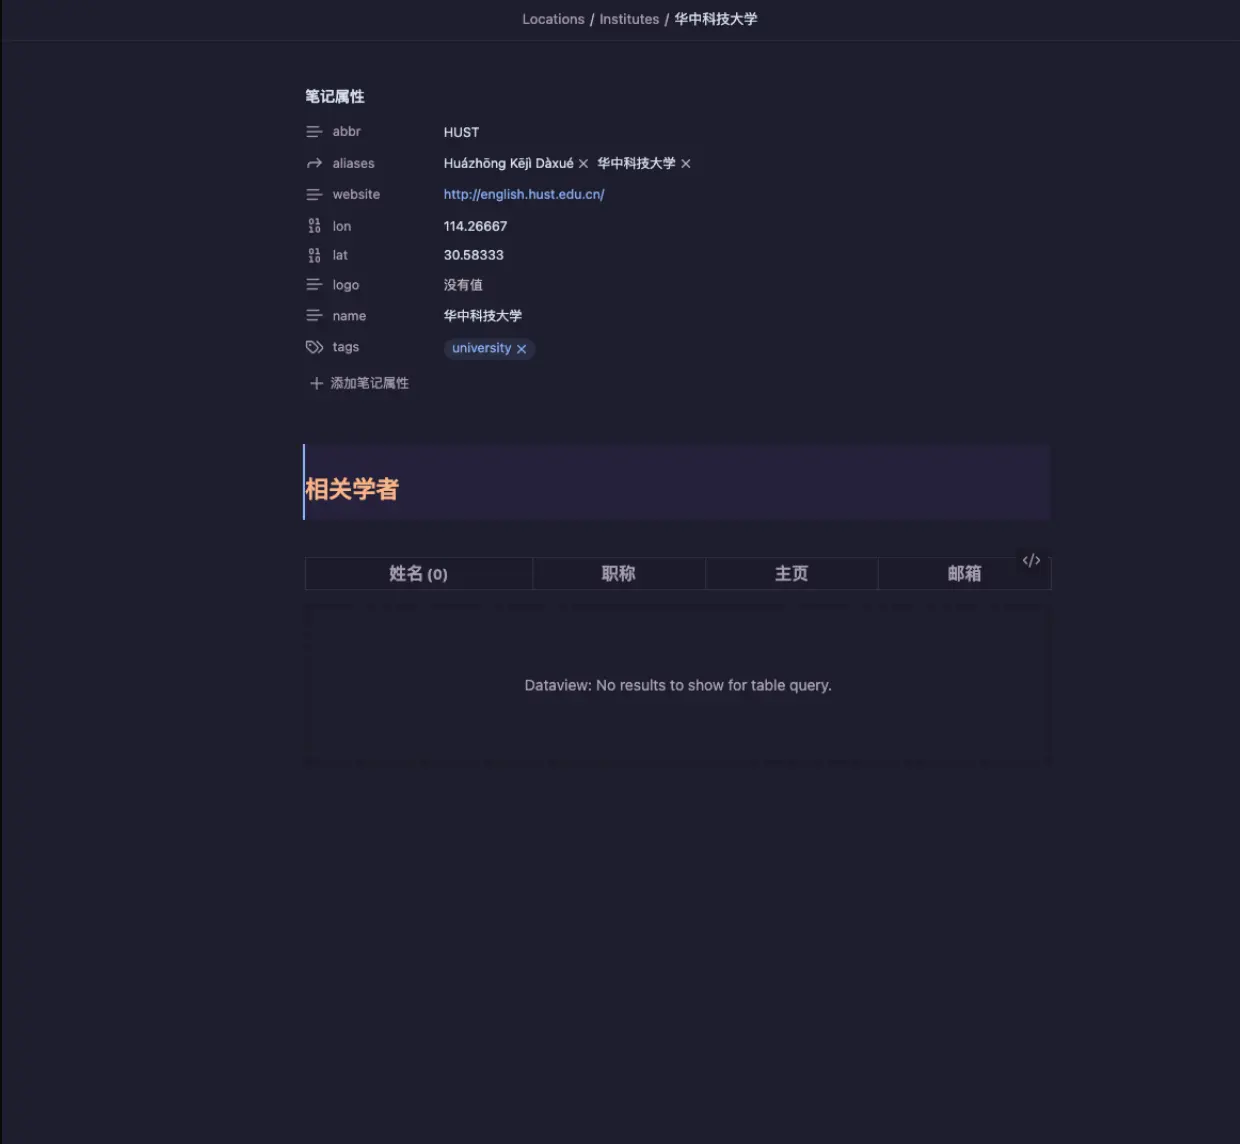 Locations / Institutes / 华中科技大学
笔记属性
abbr HUST
aliases Huázhōng Kējì Dàxué × 华中科技大学 ×
website http://english.hust.edu.cn/
lon 114.26667
lat 30.58333
logo 没有值
name 华中科技大学
tags university ×
+ 添加笔记属性
相关学者
</>
姓名 (0) 职称 主页 邮箱
Dataview: No results to show for table query.